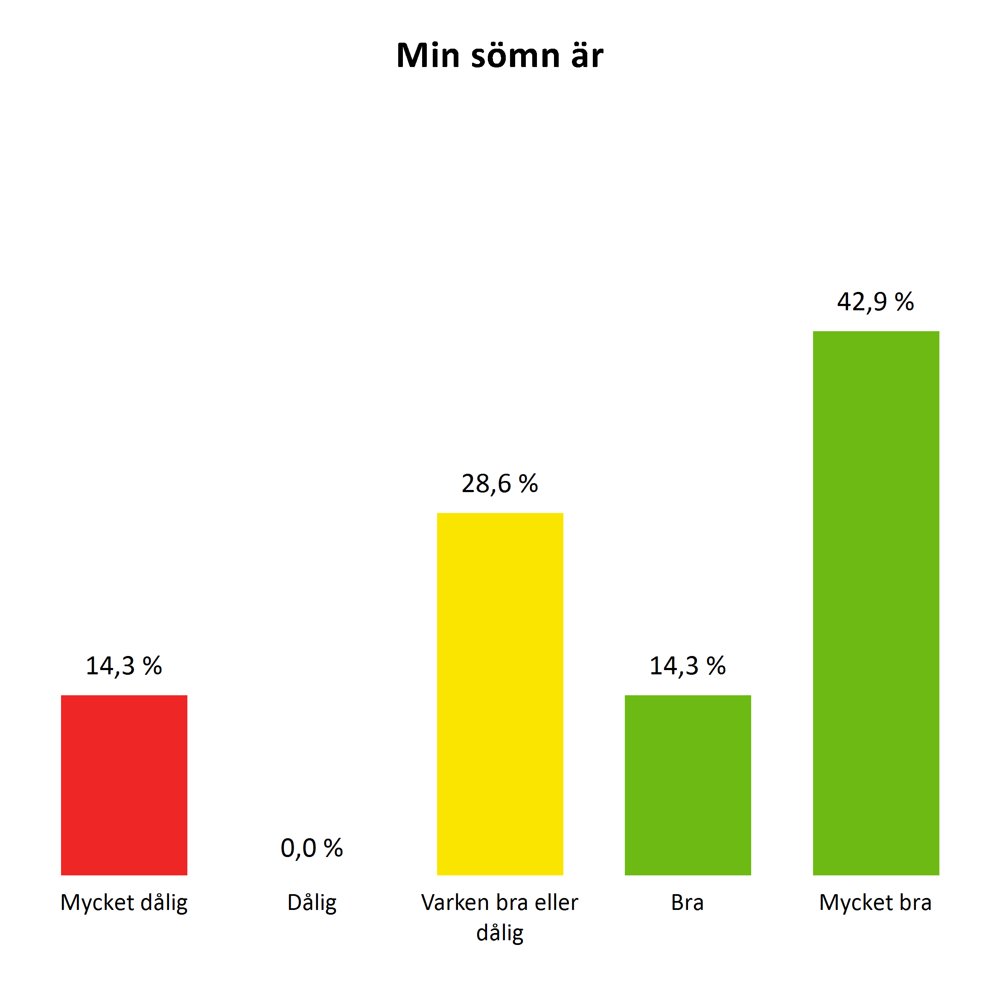 Min sömn är
42,9 %
28,6 %
14,3 %
14,3 %
0,0 %
Mycket dålig
Dålig
Varken bra eller
dålig
Bra
Mycket bra